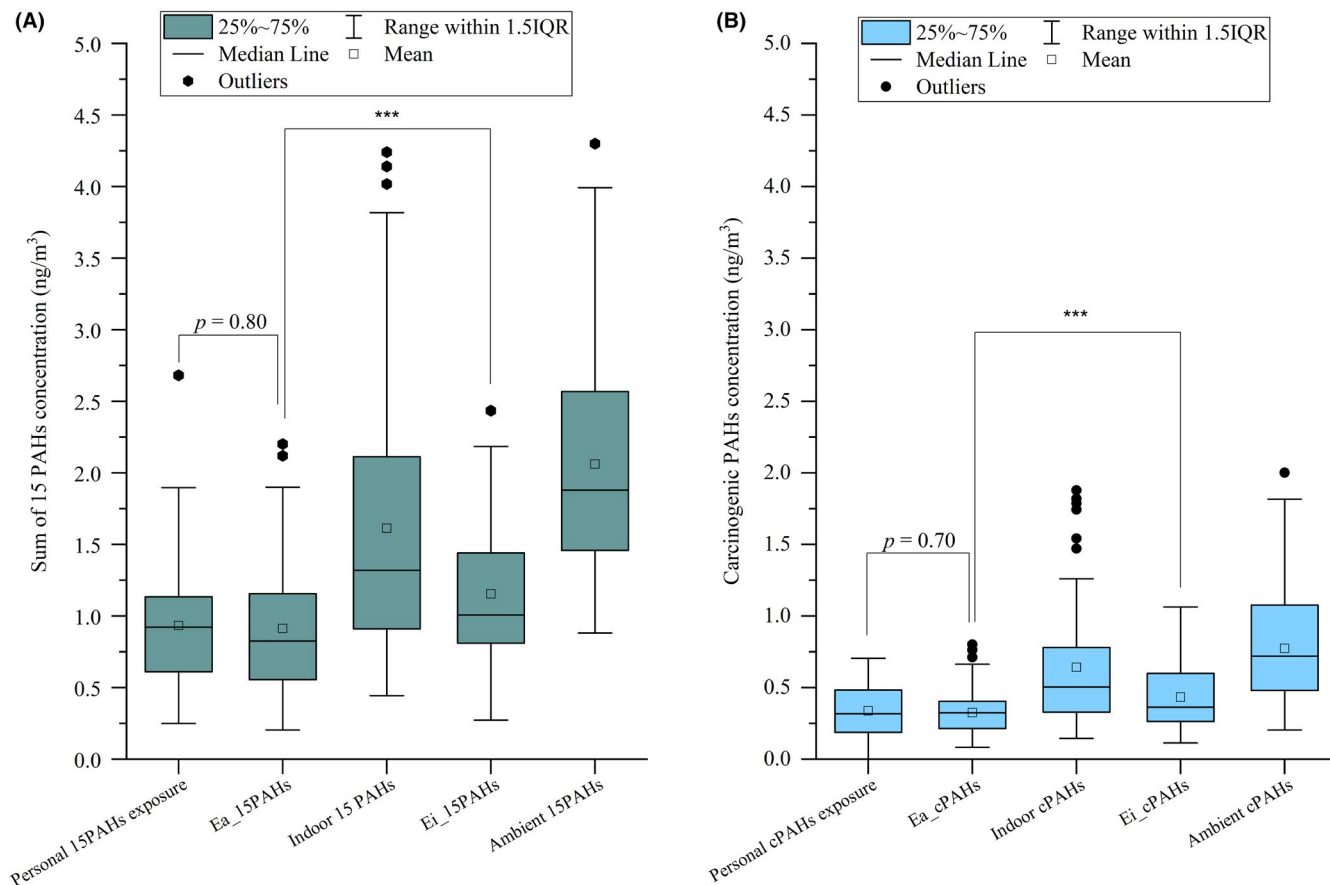 (A)
25%~75%
Range within 1.5IQR
Median Line
Mean
Outliers
Sum of 15 PAHs concentration (ng/m³)
5.0
4.5
4.0
3.5
3.0
2.5
2.0
1.5
1.0
0.5
0.0
***
p = 0.80
Personal 15PAHs exposure
Ea_15PAHs
Indoor 15 PAHs
Ei_15PAHs
Ambient 15PAHs
(B)
25%~75%
Range within 1.5IQR
Median Line
Mean
Outliers
Carcinogenic PAHs concentration (ng/m³)
5.0
4.5
4.0
3.5
3.0
2.5
2.0
1.5
1.0
0.5
0.0
***
p = 0.70
Personal cPAHs exposure
Ea_cPAHs
Indoor cPAHs
Ei_cPAHs
Ambient cPAHs